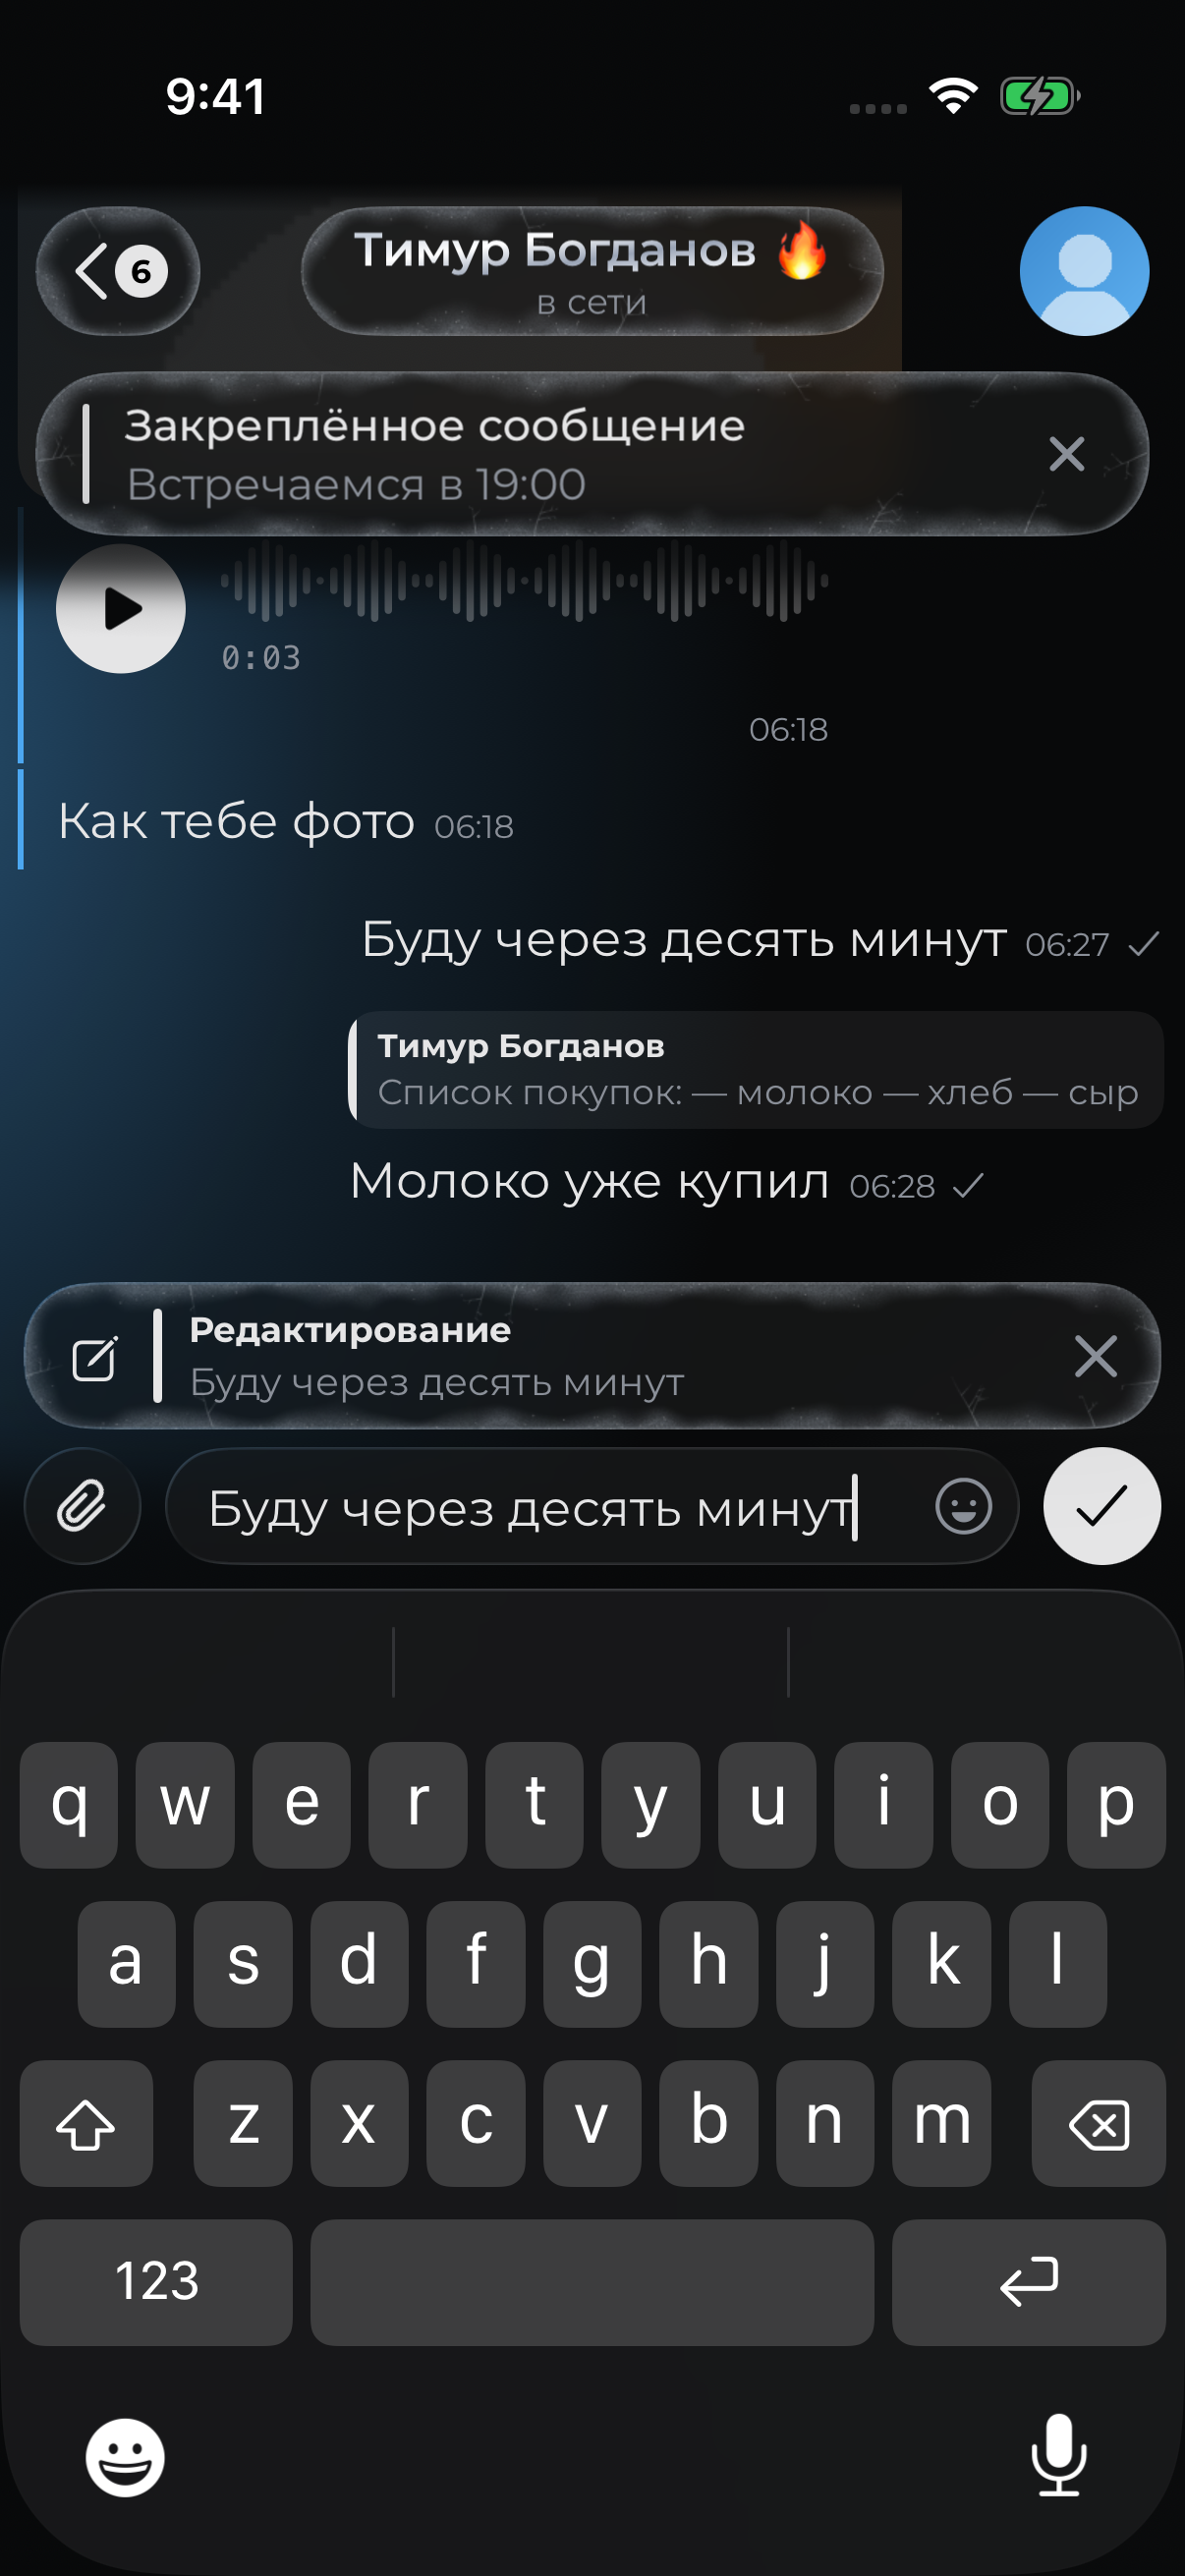 9:41
6
Тимур Богданов 🔥
в сети
Закреплённое сообщение
Встречаемся в 19:00
0:03
06:18
Как тебе фото 06:18
Буду через десять минут 06:27
Тимур Богданов
Список покупок: — молоко — хлеб — сыр
Молоко уже купил 06:28
Редактирование
Буду через десять минут
Буду через десять минут
q w e r t y u i o p
a s d f g h j k l
z x c v b n m
123